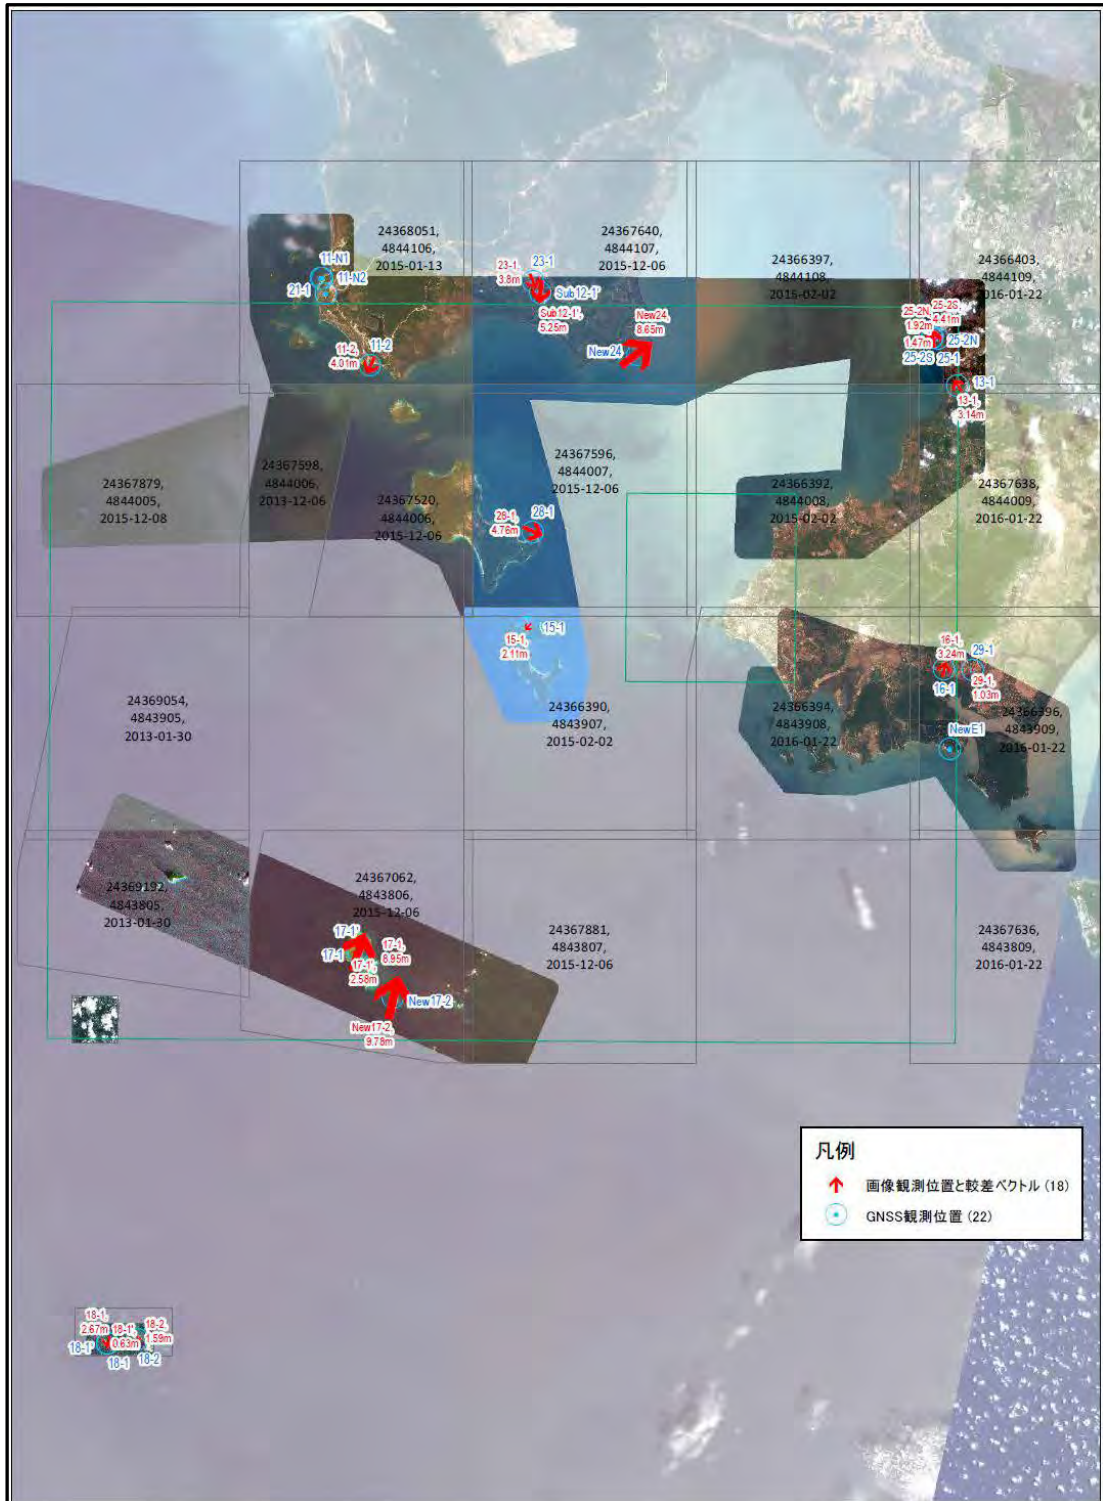 24368051,
4844106,
2015-01-13
24367640,
4844107,
2015-12-06
24366397,
4844108,
2015-02-02
24366403,
4844109,
2016-01-22
11-N1
11-N2
21-1
11-2,
4.01m
11-2
23-1,
3.8m
23-1
Sub12-1'
Sub12-1',
5.25m
New24,
8.65m
New24
25-2S,
4.41m
25-2N,
1.92m
1.47m
25-2N
25-2S
25-1
13-1
13-1,
3.14m
24367879,
4844005,
2015-12-08
24367598,
4844006,
2013-12-06
24367520,
4844006,
2015-12-06
24367596,
4844007,
2015-12-06
24366392,
4844008,
2015-02-02
24367638,
4844009,
2016-01-22
28-1,
4.76m
28-1
15-1
15-1,
2.11m
16-1,
3.24m
16-1
29-1
29-1,
1.03m
NewE1
24369054,
4843905,
2013-01-30
24366390,
4843907,
2015-02-02
24366394,
4843908,
2016-01-22
24366396,
4843909,
2016-01-22
24369192,
4843805,
2013-01-30
24367062,
4843806,
2015-12-06
24367881,
4843807,
2015-12-06
24367636,
4843809,
2016-01-22
17-1'
17-1
17-1,
8.95m
17-1',
2.58m
New17-2
New17-2,
9.78m
凡例
画像観測位置と較差ベクトル (18)
GNSS観測位置 (22)
18-1,
2.67m
18-1',
0.63m
18-2,
1.59m
18-1'
18-1
18-2